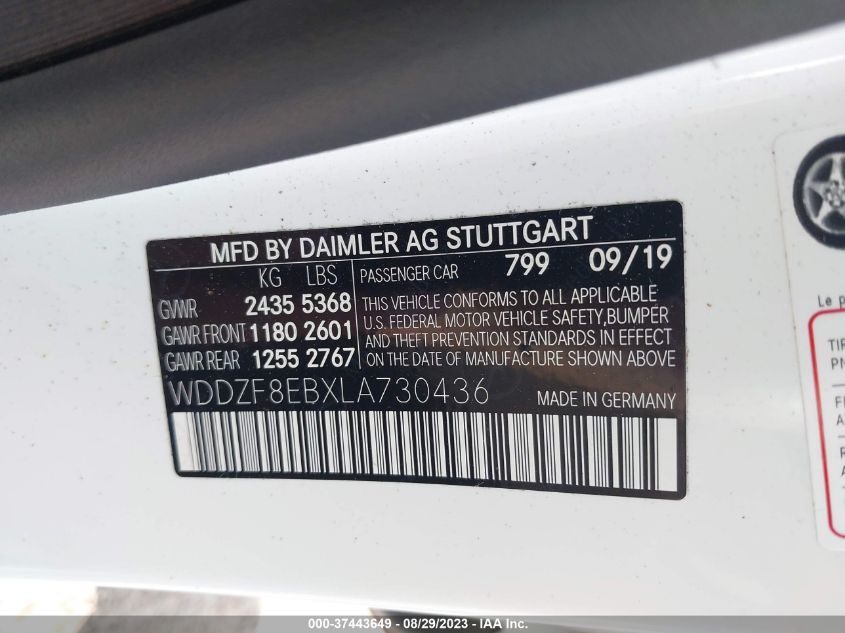 MFD BY DAIMLER AG STUTTGART
KG LBS PASSENGER CAR 799 09/19
GVWR 2435 5368
GAWR FRONT 1180 2601
GAWR REAR 1255 2767
THIS VEHICLE CONFORMS TO ALL APPLICABLE
U.S. FEDERAL MOTOR VEHICLE SAFETY,BUMPER
AND THEFT PREVENTION STANDARDS IN EFFECT
ON THE DATE OF MANUFACTURE SHOWN ABOVE
WDDZF8EBXLA730436 MADE IN GERMANY
Le p
TIR
PN
000-37443649 - 08/29/2023 - IAA Inc.